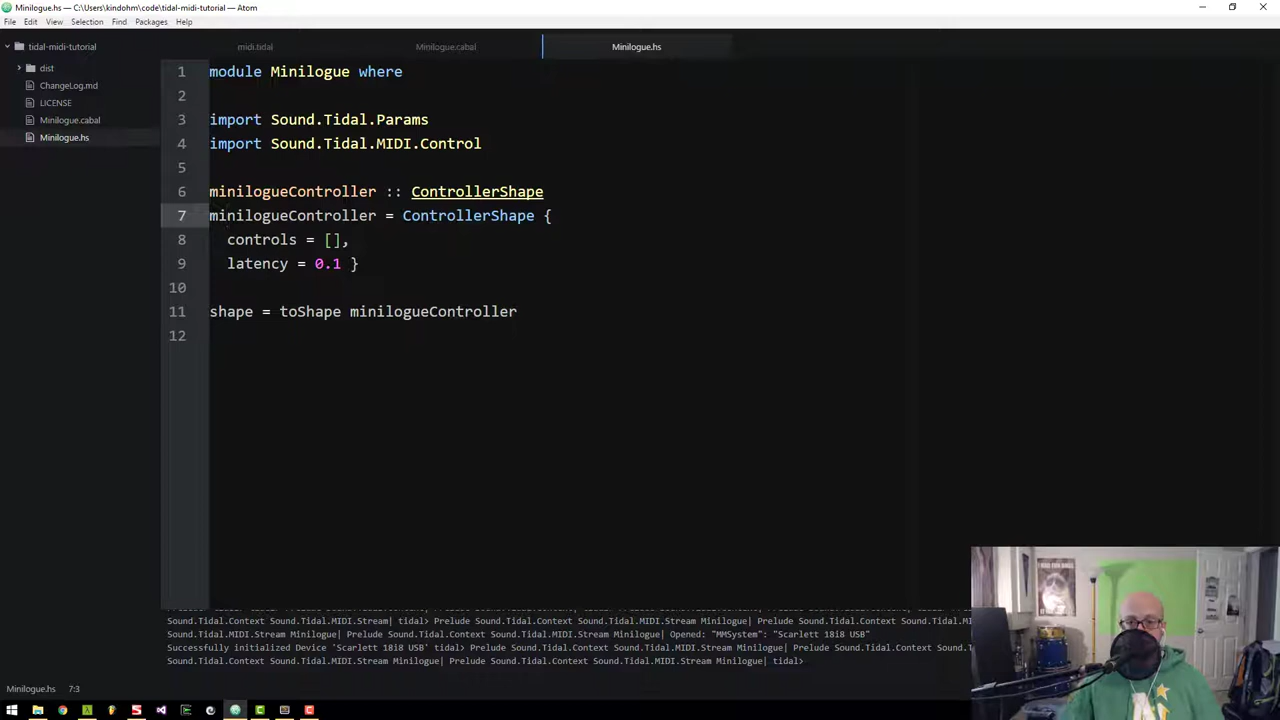 Minilogue.hs — C:\Users\kindohm\code\tidal-midi-tutorial — Atom
File Edit View Selection Find Packages Help
tidal-midi-tutorial
dist
ChangeLog.md
LICENSE
Minilogue.cabal
Minilogue.hs
midi.tidal Minilogue.cabal Minilogue.hs
1 module Minilogue where
2
3 import Sound.Tidal.Params
4 import Sound.Tidal.MIDI.Control
5
6 minilogueController :: ControllerShape
7 minilogueController = ControllerShape {
8 controls = [],
9 latency = 0.1 }
10
11 shape = toShape minilogueController
12
Sound.Tidal.Context Sound.Tidal.MIDI.Stream| tidal> Prelude Sound.Tidal.Context Sound.Tidal.MIDI.Stream Minilogue| Prelude Sound.Tidal.Context
Sound.Tidal.MIDI.Stream Minilogue| Prelude Sound.Tidal.Context Sound.Tidal.MIDI.Stream Minilogue| Opened: "MMSystem": "Scarlett 18i8 USB"
Successfully initialized Device 'Scarlett 18i8 USB' tidal> Prelude Sound.Tidal.Context Sound.Tidal.MIDI.Stream Minilogue| Prelude Sound.Tidal.Context
Sound.Tidal.MIDI.Stream Minilogue| Prelude Sound.Tidal.Context Sound.Tidal.MIDI.Stream Minilogue| tidal>
Minilogue.hs 7:3